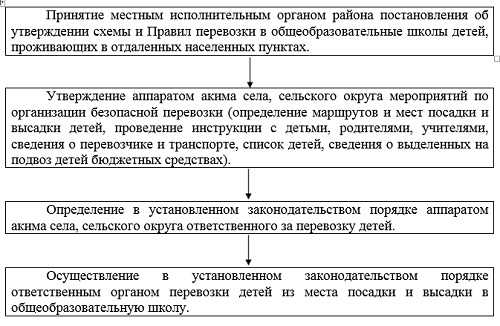 Принятие местным исполнительным органом района постановления об
утверждении схемы и Правил перевозки в общеобразовательные школы детей,
проживающих в отдаленных населенных пунктах.
Утверждение аппаратом акима села, сельского округа мероприятий по
организации безопасной перевозки (определение маршрутов и мест посадки и
высадки детей, проведение инструкции с детьми, родителями, учителями,
сведения о перевозчике и транспорте, список детей, сведения о выделенных на
подвоз детей бюджетных средствах).
Определение в установленном законодательством порядке аппаратом
акима села, сельского округа ответственного за перевозку детей.
Осуществление в установленном законодательством порядке
ответственным органом перевозки детей из места посадки и высадки в
общеобразовательную школу.